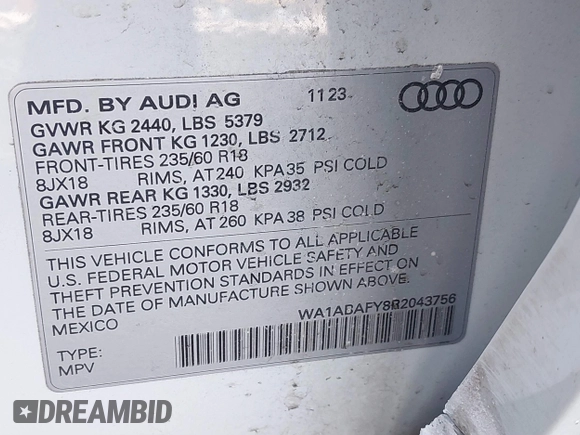 MFD. BY AUDI AG 11 23
GVWR KG 2440, LBS 5379
GAWR FRONT KG 1230, LBS 2712
FRONT-TIRES 235/60 R18
8JX18 RIMS, AT 240 KPA 35 PSI COLD
GAWR REAR KG 1330, LBS 2932
REAR-TIRES 235/60 R18
8JX18 RIMS, AT 260 KPA 38 PSI COLD
THIS VEHICLE CONFORMS TO ALL APPLICABLE
U.S. FEDERAL MOTOR VEHICLE SAFETY AND
THEFT PREVENTION STANDARDS IN EFFECT ON
THE DATE OF MANUFACTURE SHOWN ABOVE.
MEXICO WA1ADAFY8R2043756
TYPE:
MPV
DREAMBID